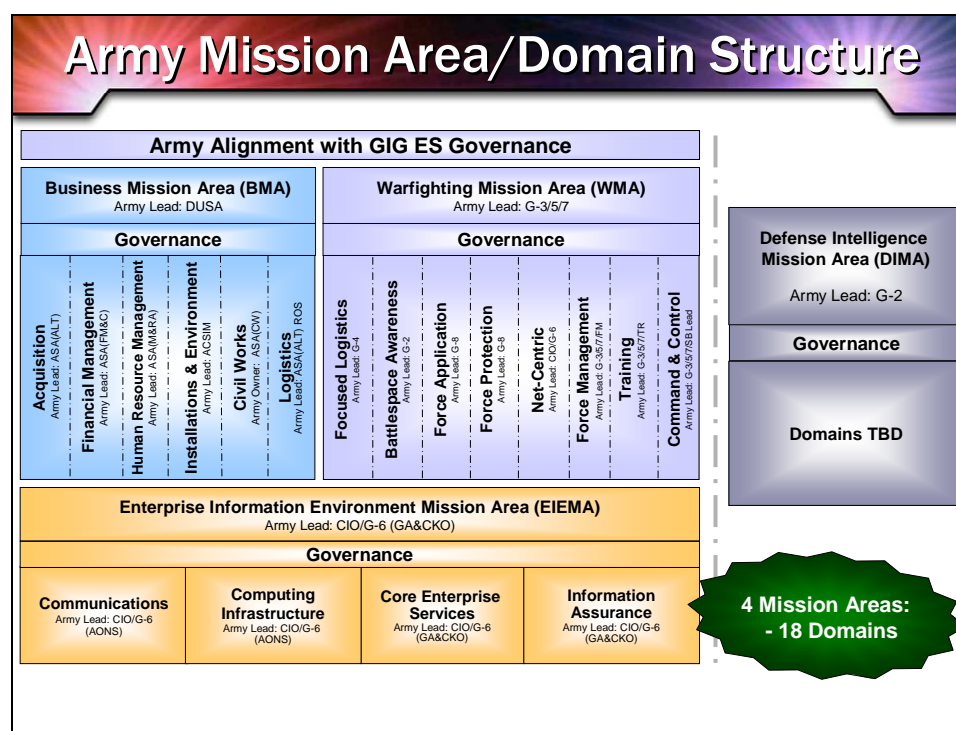 Army Mission Area/Domain Structure
Army Alignment with GIG ES Governance
Business Mission Area (BMA)
Army Lead: DUSA
Governance
Acquisition
Army Lead: ASA(ALT)
Financial Management
Army Lead: ASA(FM&C)
Human Resource Management
Army Lead: ASA(M&RA)
Installations & Environment
Army Lead: ACSIM
Civil Works
Army Owner: ASA(CW)
Logistics
Army Lead: ASA(ALT) ROS
Warfighting Mission Area (WMA)
Army Lead: G-3/5/7
Governance
Focused Logistics
Army Lead: G-4
Battlespace Awareness
Army Lead: G-2
Force Application
Army Lead: G-8
Force Protection
Army Lead: G-8
Net-Centric
Army Lead: CIO/G-6
Force Management
Army Lead: G-3/5/7/FM
Training
Army Lead: G-3/5/7/TR
Command & Control
Army Lead: G-3/5/7/SB Lead
Defense Intelligence
Mission Area (DIMA)
Army Lead: G-2
Governance
Domains TBD
Enterprise Information Environment Mission Area (EIEMA)
Army Lead: CIO/G-6 (GA&CKO)
Governance
Communications
Army Lead: CIO/G-6
(AONS)
Computing
Infrastructure
Army Lead: CIO/G-6
(AONS)
Core Enterprise
Services
Army Lead: CIO/G-6
(GA&CKO)
Information
Assurance
Army Lead: CIO/G-6
(GA&CKO)
4 Mission Areas:
- 18 Domains